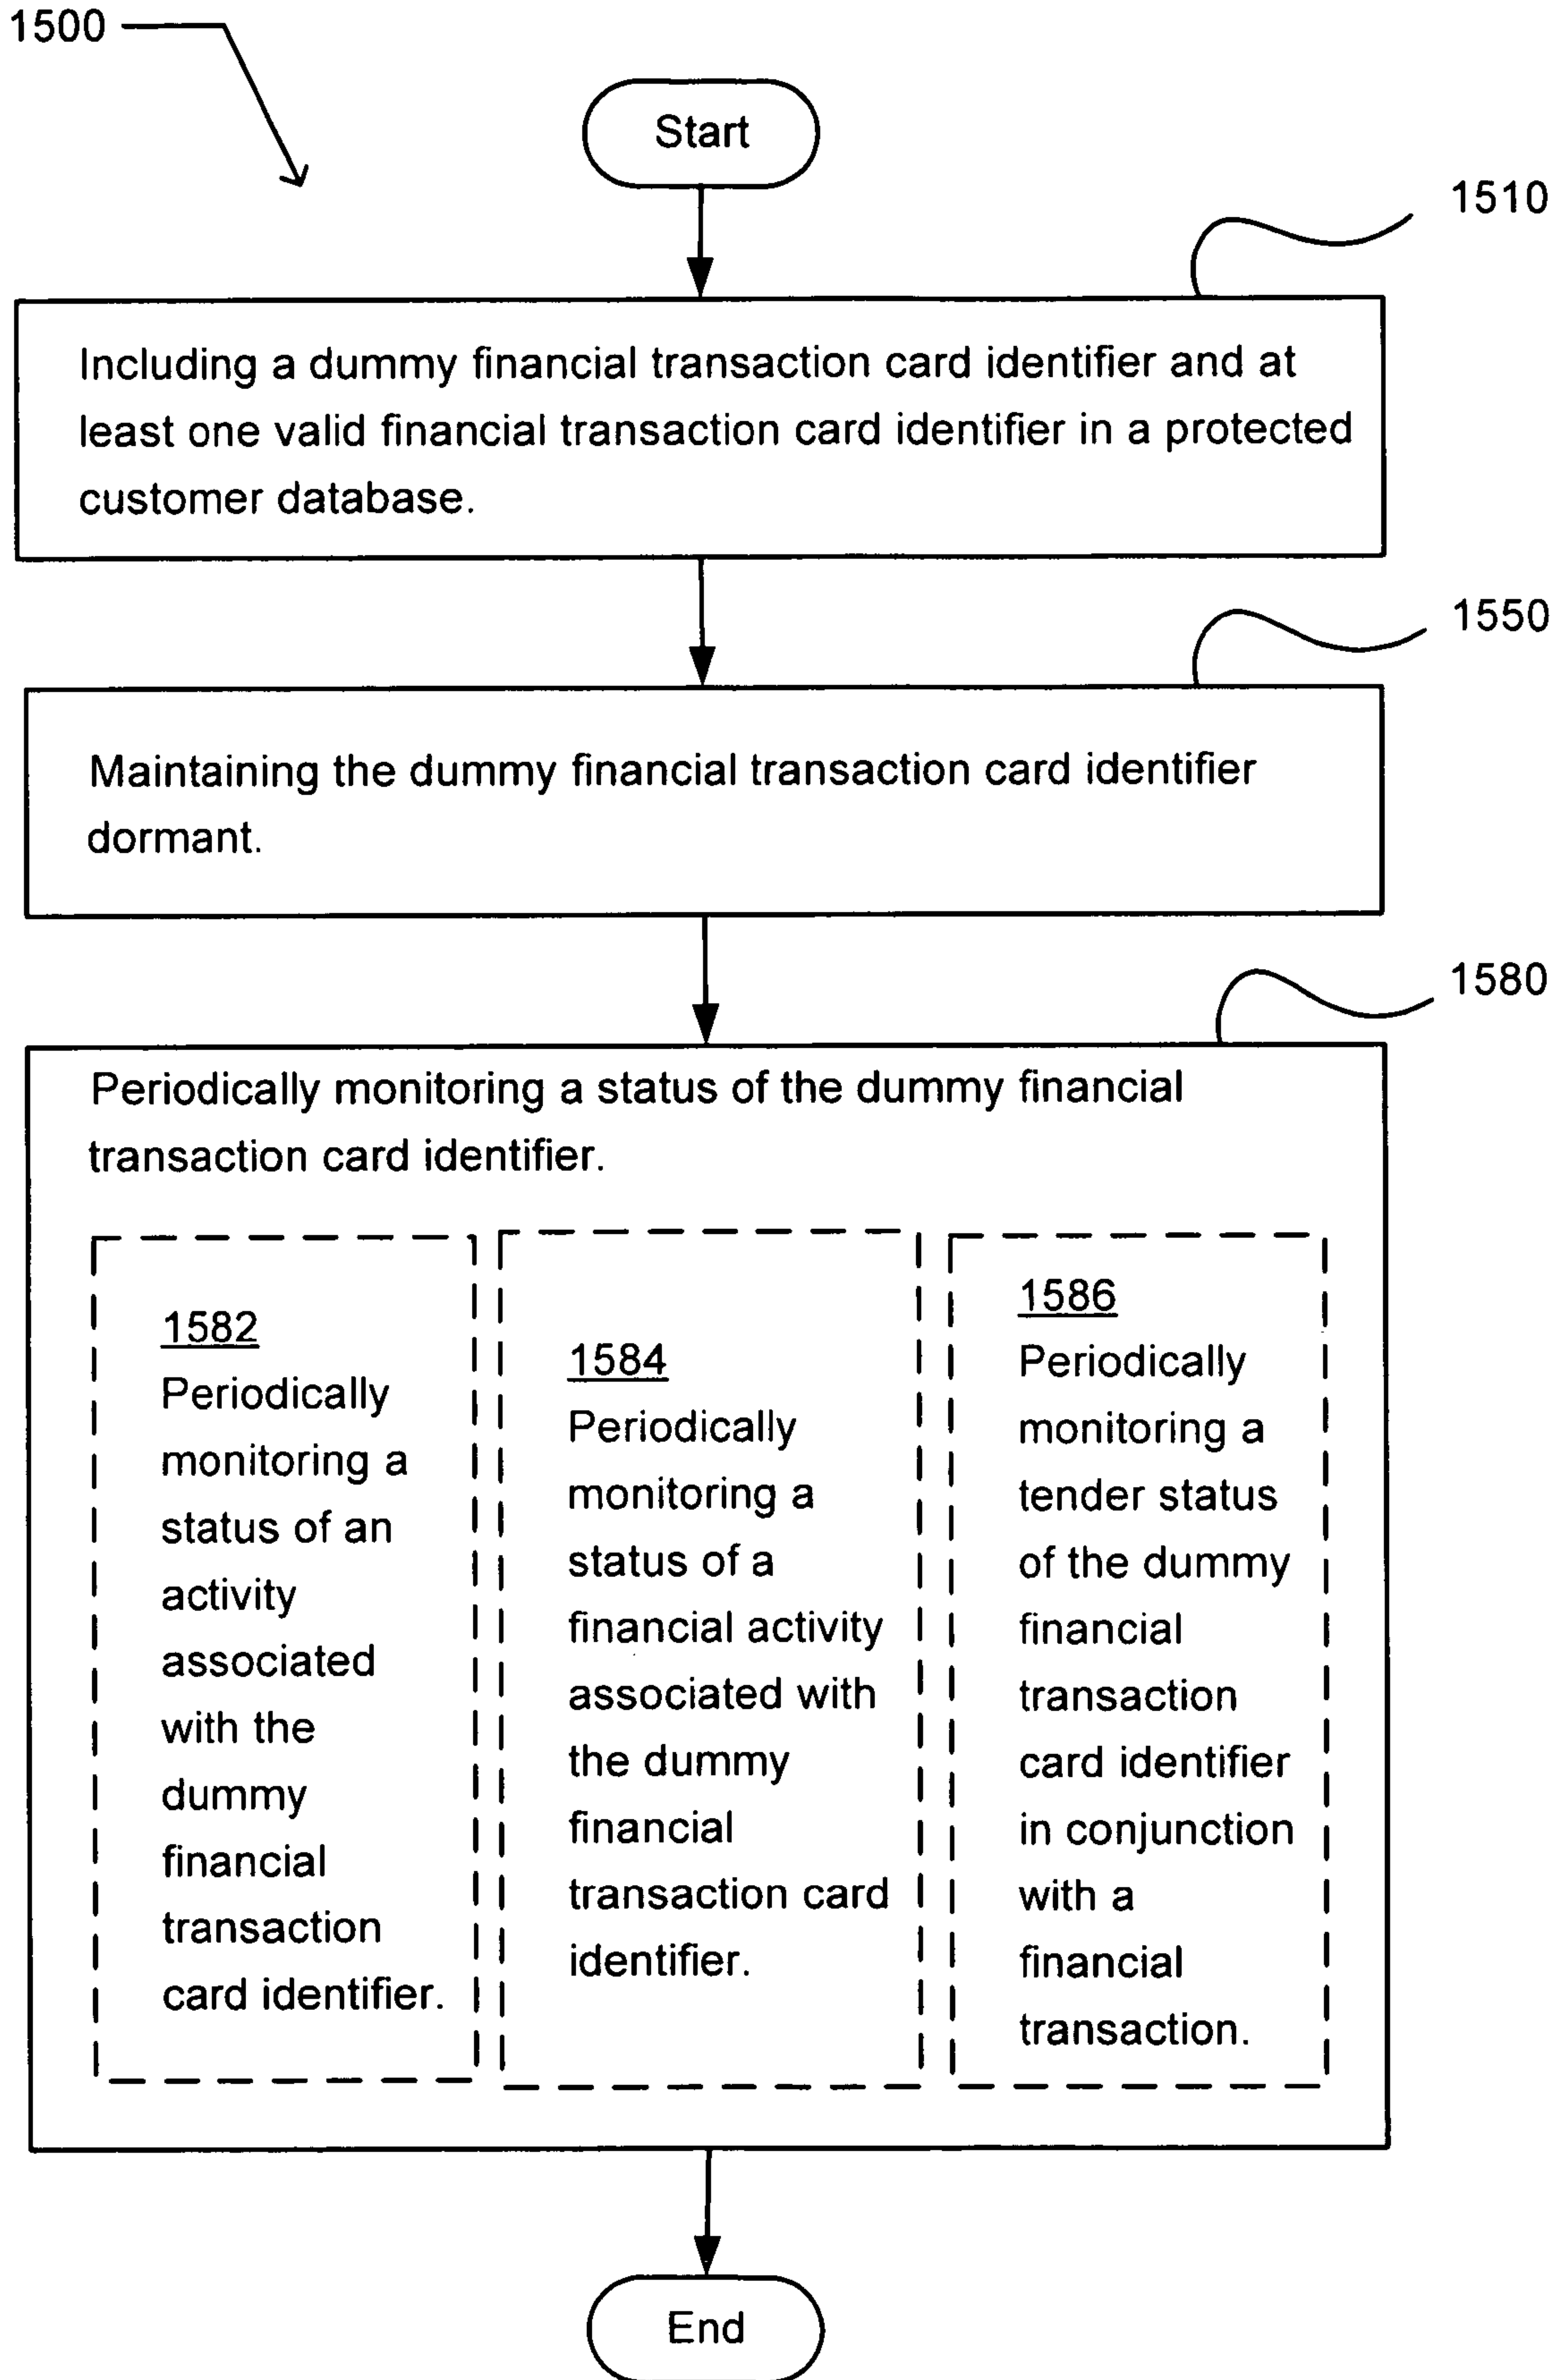 1500
Start
1510
Including a dummy financial transaction card identifier and at
least one valid financial transaction card identifier in a protected
customer database.
1550
Maintaining the dummy financial transaction card identifier
dormant.
1580
Periodically monitoring a status of the dummy financial
transaction card identifier.
1582
Periodically
monitoring a
status of an
activity
associated
with the
dummy
financial
transaction
card identifier.
1584
Periodically
monitoring a
status of a
financial activity
associated with
the dummy
financial
transaction card
identifier.
1586
Periodically
monitoring a
tender status
of the dummy
financial
transaction
card identifier
in conjunction
with a
financial
transaction.
End